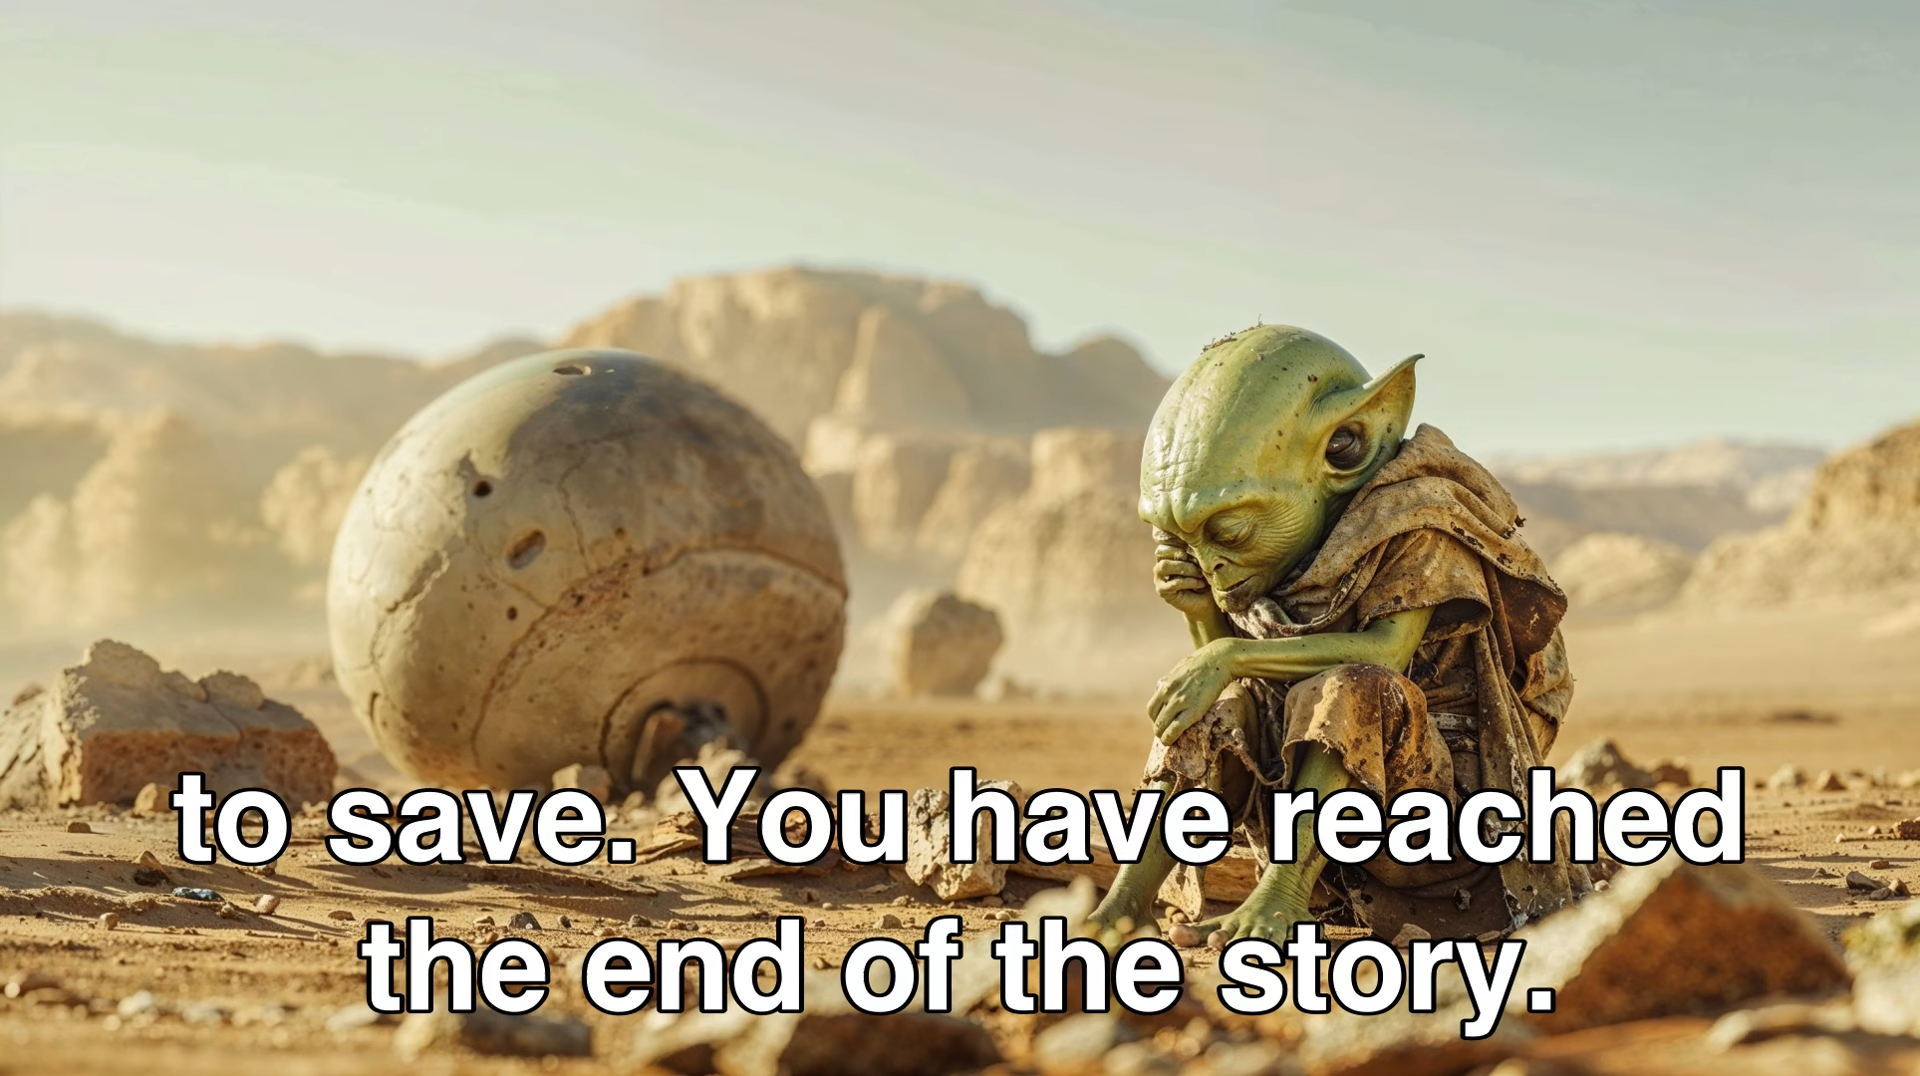 to save. You have reached
the end of the story.